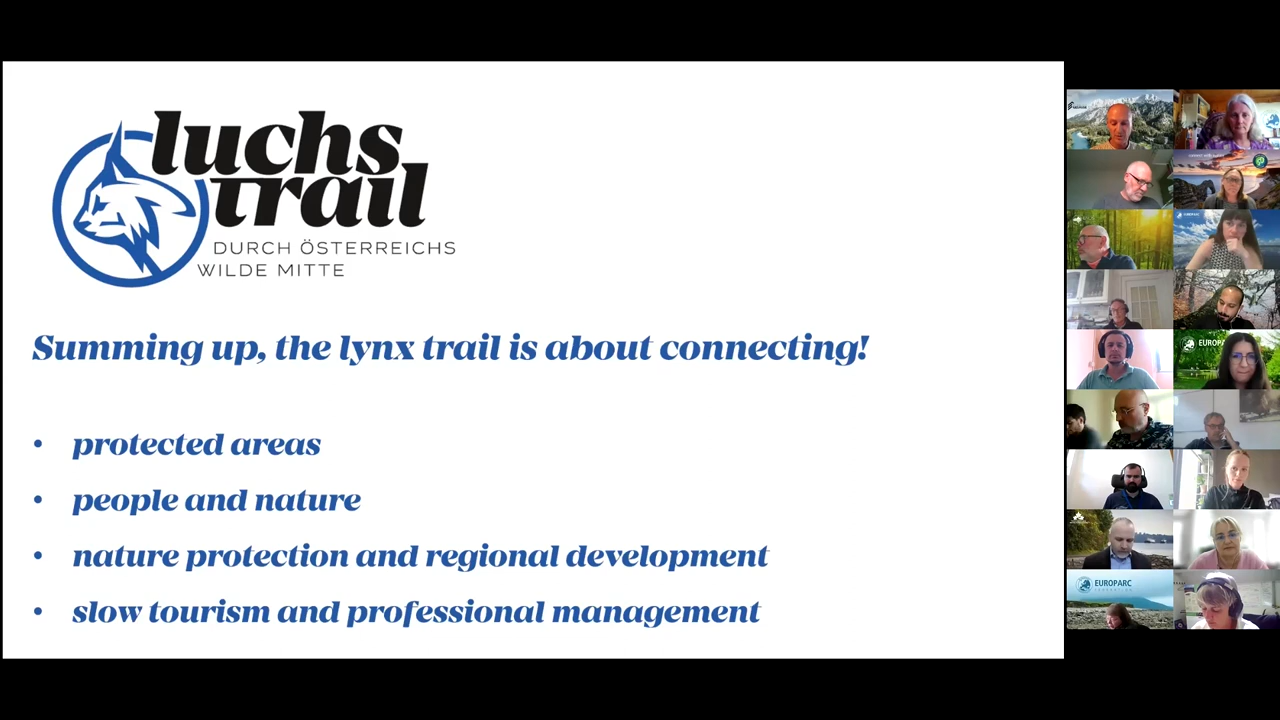 luchs
trail
DURCH ÖSTERREICHS
WILDE MITTE
Summing up, the lynx trail is about connecting!
• protected areas
• people and nature
• nature protection and regional development
• slow tourism and professional management
EUROPARC